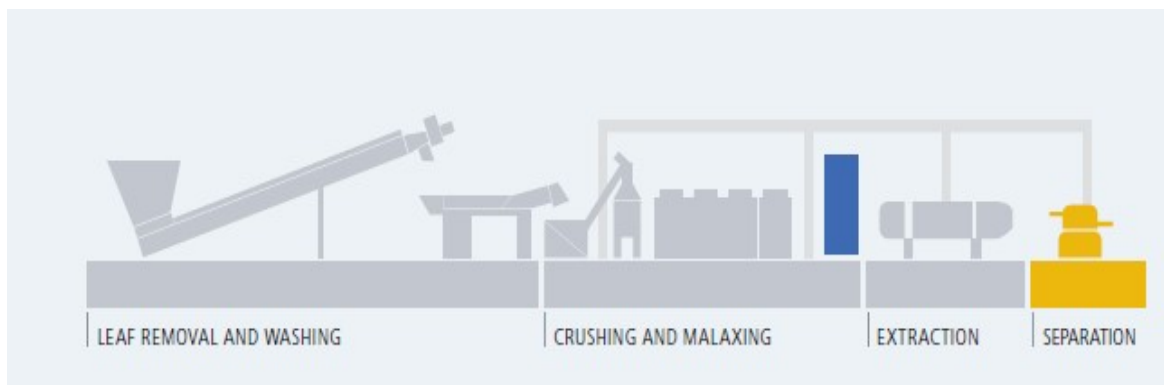 LEAF REMOVAL AND WASHING
CRUSHING AND MALAXING
EXTRACTION
SEPARATION